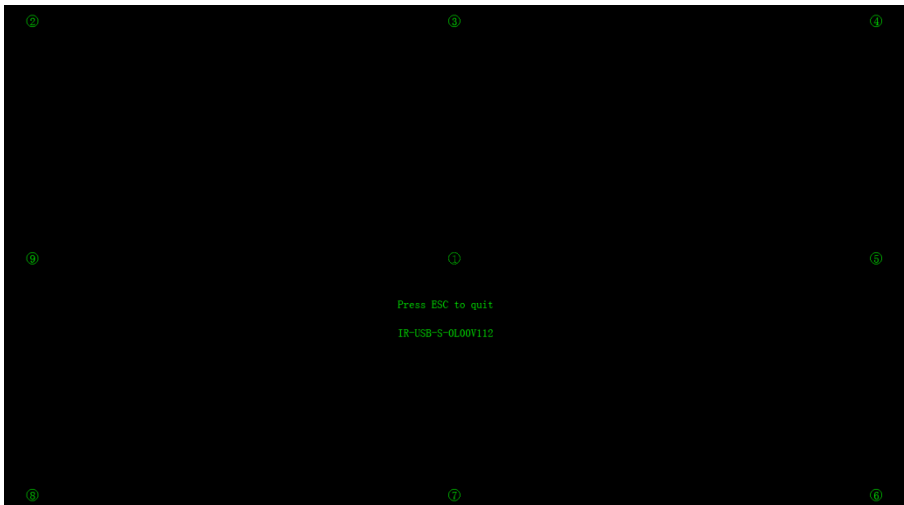 ② ③ ④
⑨ ① ⑤
Press ESC to quit
IR-USB-S-OL00V112
⑧ ⑦ ⑥